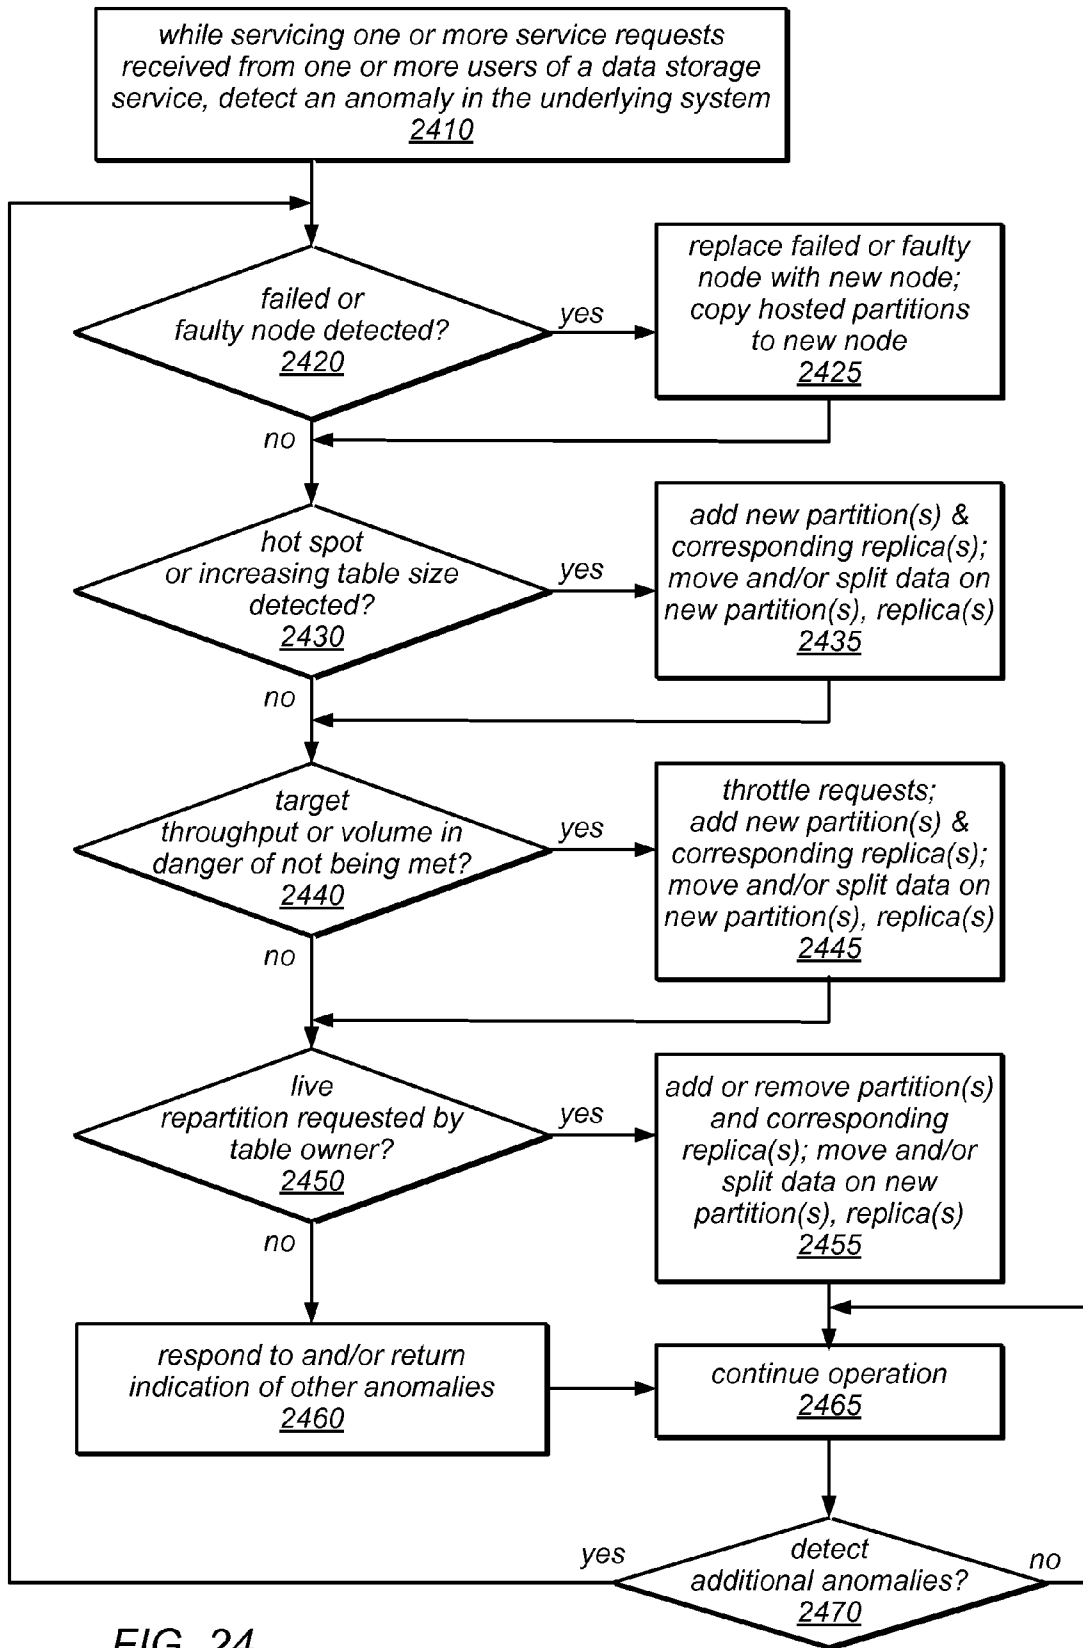 while servicing one or more service requests
received from one or more users of a data storage
service, detect an anomaly in the underlying system
2410
failed or
faulty node detected?
2420
yes
replace failed or faulty
node with new node;
copy hosted partitions
to new node
2425
no
hot spot
or increasing table size
detected?
2430
yes
add new partition(s) &
corresponding replica(s);
move and/or split data on
new partition(s), replica(s)
2435
no
target
throughput or volume in
danger of not being met?
2440
yes
throttle requests;
add new partition(s) &
corresponding replica(s);
move and/or split data on
new partition(s), replica(s)
2445
no
live
repartition requested by
table owner?
2450
yes
add or remove partition(s)
and corresponding
replica(s); move and/or
split data on new
partition(s), replica(s)
2455
no
respond to and/or return
indication of other anomalies
2460
continue operation
2465
yes
detect
additional anomalies?
2470
no
FIG. 24